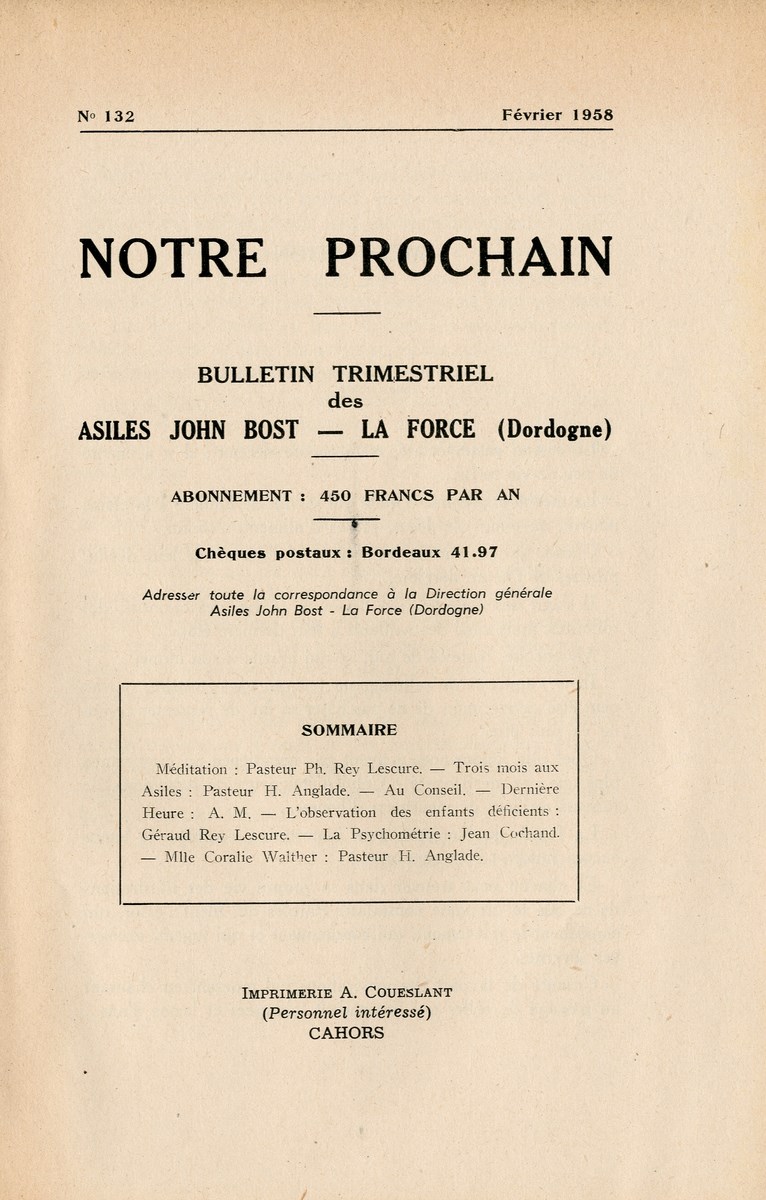 Nº 132 Février 1958
NOTRE PROCHAIN
BULLETIN TRIMESTRIEL
des
ASILES JOHN BOST — LA FORCE (Dordogne)
ABONNEMENT : 450 FRANCS PAR AN
Chèques postaux : Bordeaux 41.97
Adresser toute la correspondance à la Direction générale
Asiles John Bost - La Force (Dordogne)
SOMMAIRE
Méditation : Pasteur Ph. Rey Lescure. — Trois mois aux
Asiles : Pasteur H. Anglade. — Au Conseil. — Dernière
Heure : A. M. — L'observation des enfants déficients :
Géraud Rey Lescure. — La Psychométrie : Jean Cochand.
— Mlle Coralie Walther : Pasteur H. Anglade.
IMPRIMERIE A. COUESLANT
(Personnel intéressé)
CAHORS